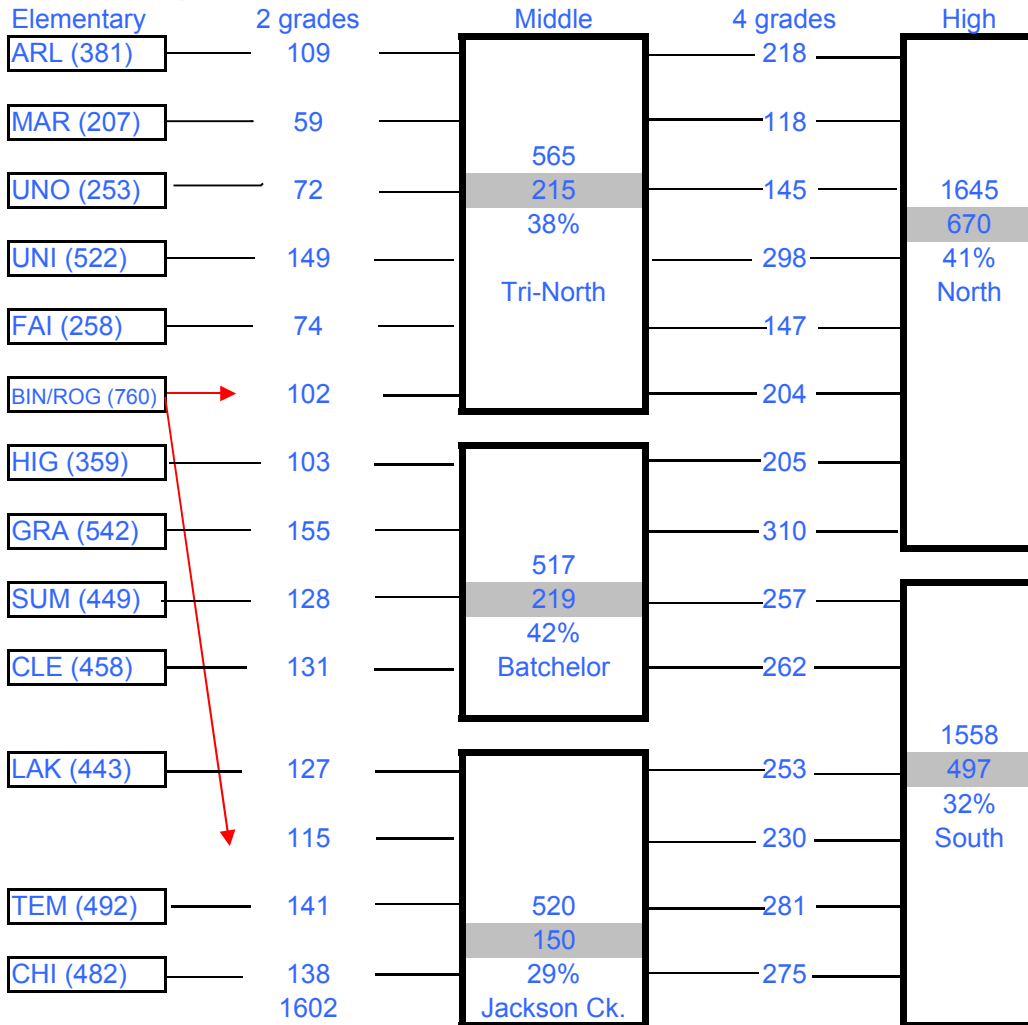 Elementary 2 grades Middle 4 grades High
ARL (381) 109 218
MAR (207) 59 118
565
UNO (253) 72 215 145 1645
38% 670
UNI (522) 149 298 41%
Tri-North North
FAI (258) 74 147
BIN/ROG (760) 102 204
HIG (359) 103 205
GRA (542) 155 310
517
SUM (449) 128 219 257
42%
CLE (458) 131 Batchelor 262
1558
LAK (443) 127 253 497
32%
115 230 South
TEM (492) 141 520 281
150
CHI (482) 138 29% 275
1602 Jackson Ck.